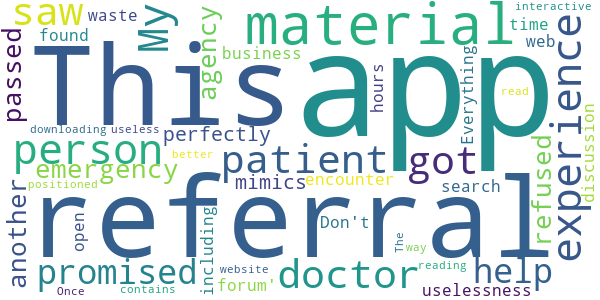 saw waste My agency material interactive
time web
passed found business experience
This app
hours Everything read
downloading useless perfectly refused discussion
person better patient got
emergency mimics encounter search
positioned
another referral
open including Don't The way
promised website doctor reading help
Once contains forum' uselessness